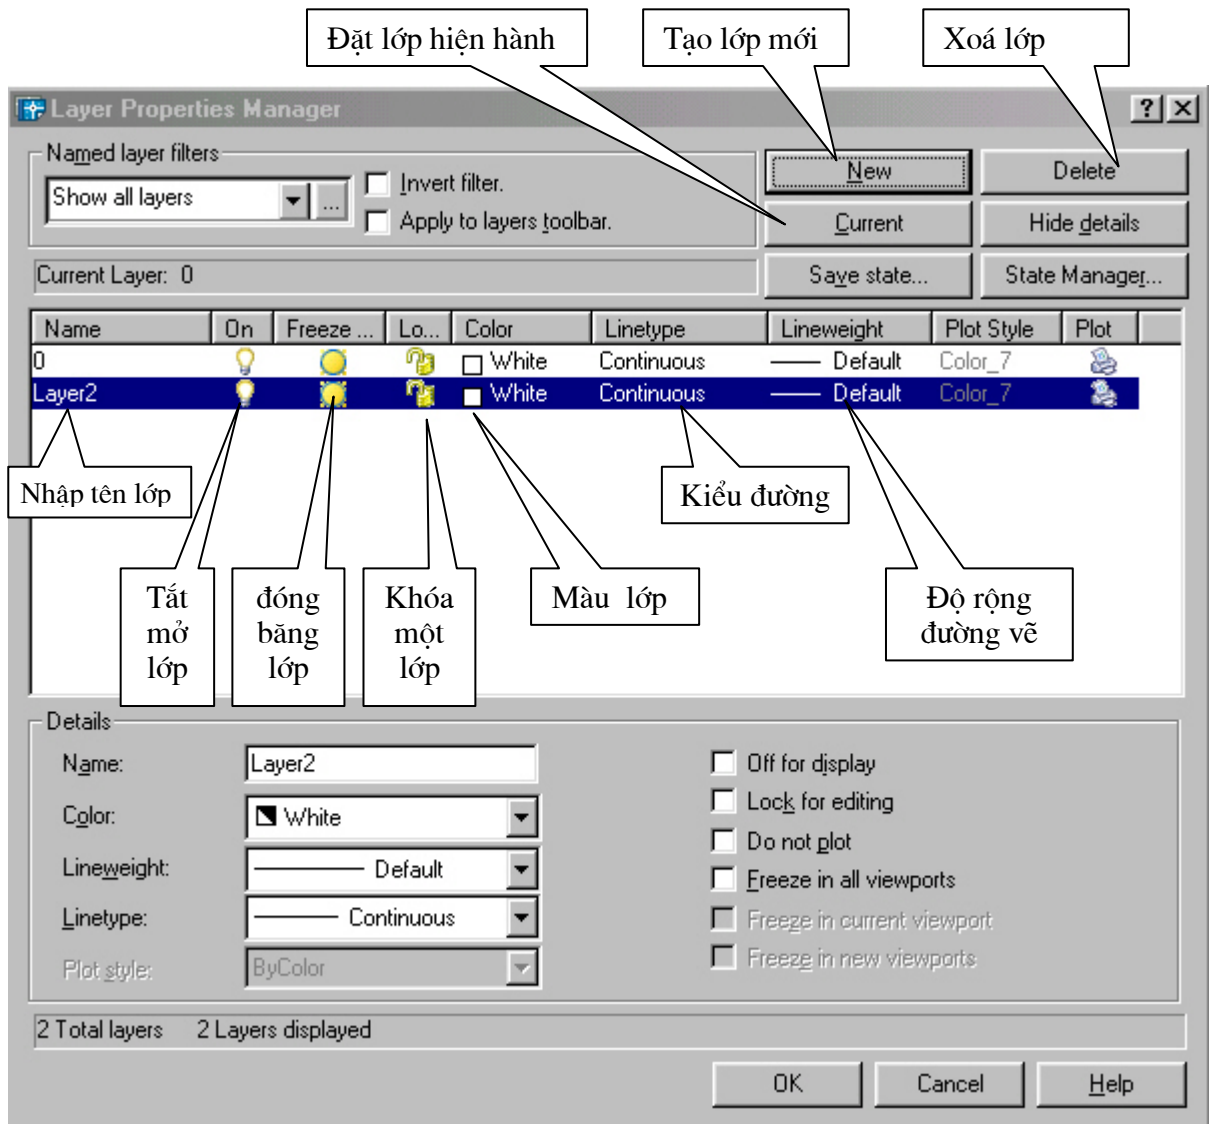 Đặt lớp hiện hành
Tạo lớp mới
Xoá lớp
Layer Properties Manager
Named layer filters
Show all layers
...
Invert filter.
Apply to layers toolbar.
New
Delete
Current
Hide details
Current Layer: 0
Save state...
State Manager...
Name On Freeze ... Lo... Color Linetype Lineweight Plot Style Plot
0 White Continuous Default Color_7
Layer2 White Continuous Default Color_7
Nhập tên lớp
Kiểu đường
Tắt
mở
lớp
đóng
băng
lớp
Khóa
một
lớp
Màu lớp
Độ rộng
đường vẽ
Details
Name: Layer2
Color: White
Lineweight: Default
Linetype: Continuous
Plot style: ByColor
Off for display
Lock for editing
Do not plot
Freeze in all viewports
Freeze in current viewport
Freeze in new viewports
2 Total layers 2 Layers displayed
OK Cancel Help